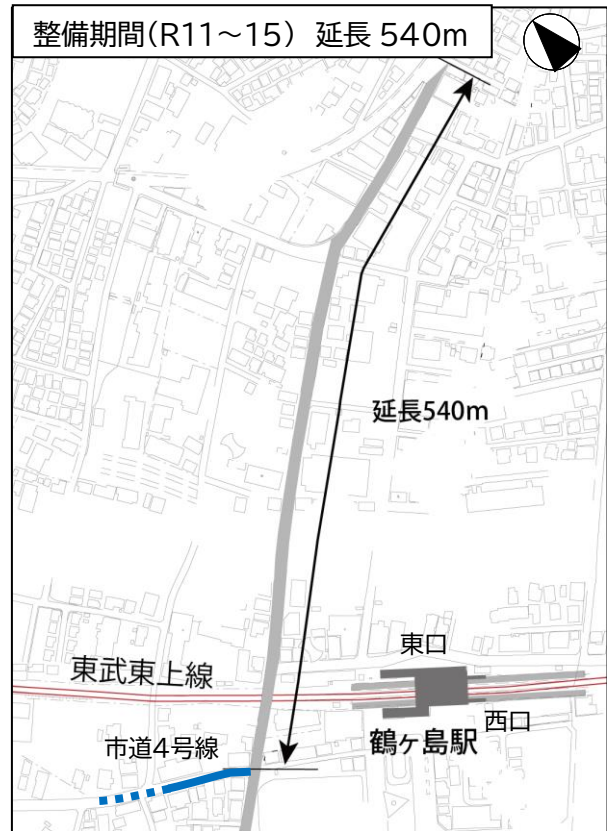 整備期間(R11～15) 延長 540m
延長540m
東口
東武東上線
西口
鶴ヶ島駅
市道4号線